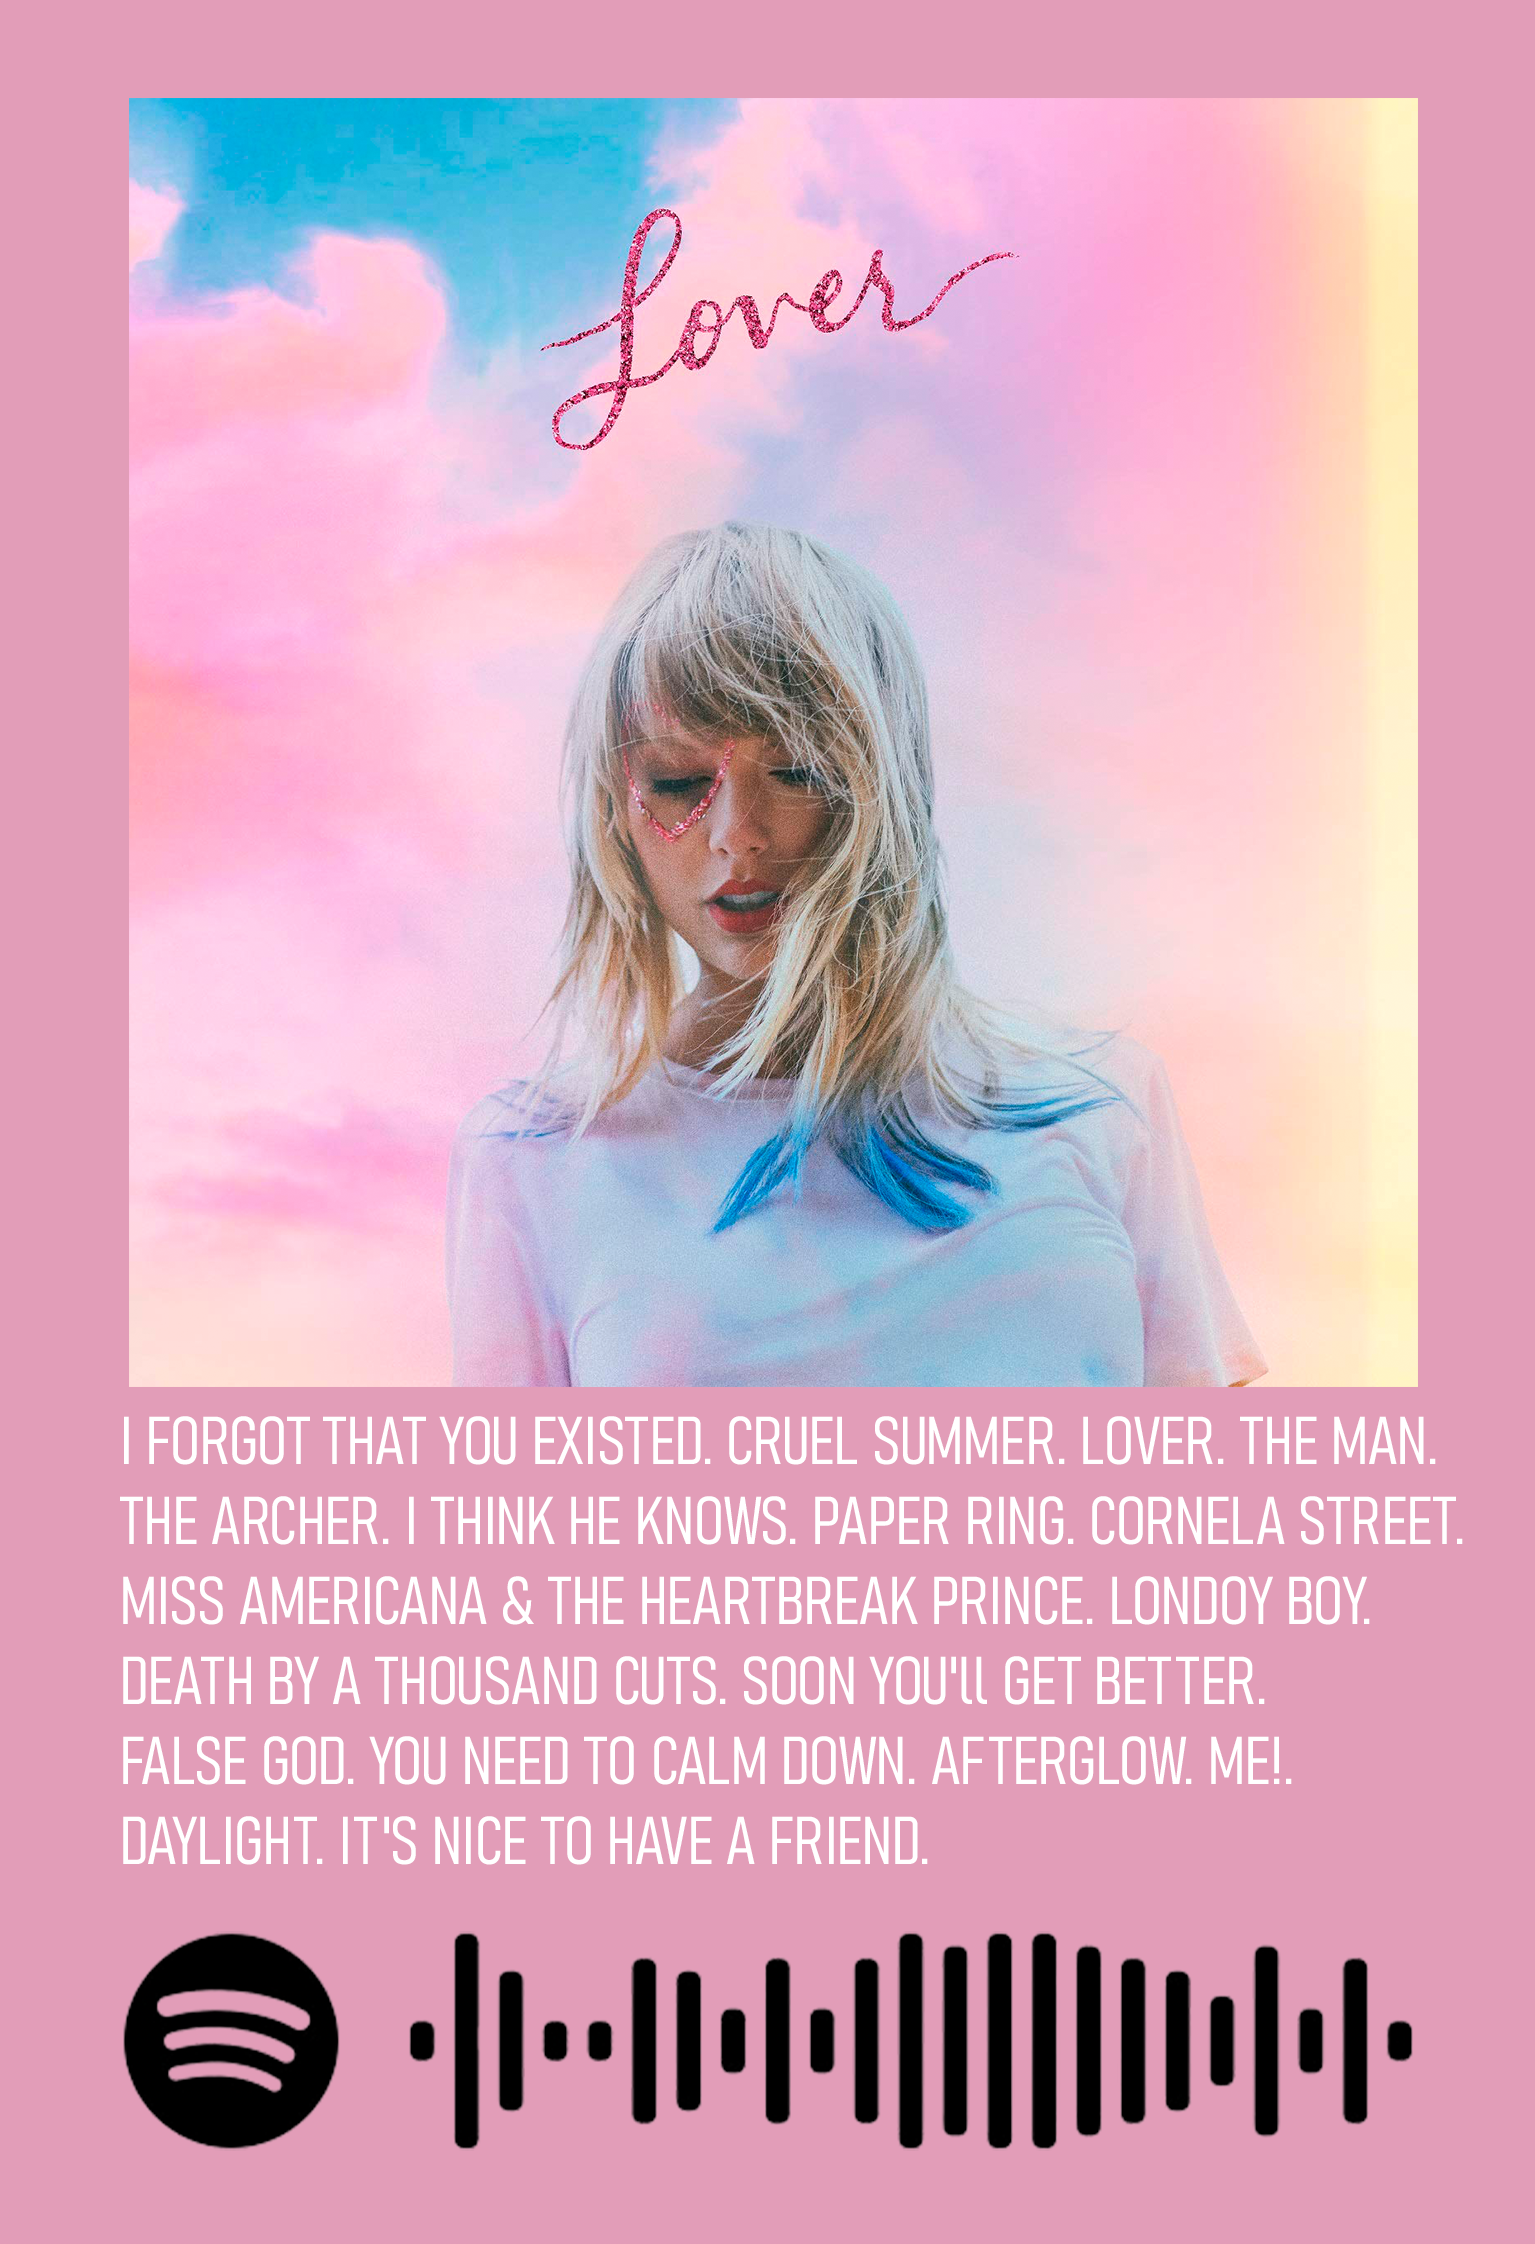 Lover
I FORGOT THAT YOU EXISTED. CRUEL SUMMER. LOVER. THE MAN.
THE ARCHER. I THINK HE KNOWS. PAPER RING. CORNELA STREET.
MISS AMERICANA & THE HEARTBREAK PRINCE. LONDOY BOY.
DEATH BY A THOUSAND CUTS. SOON YOU'll GET BETTER.
FALSE GOD. YOU NEED TO CALM DOWN. AFTERGLOW. ME!.
DAYLIGHT. IT'S NICE TO HAVE A FRIEND.